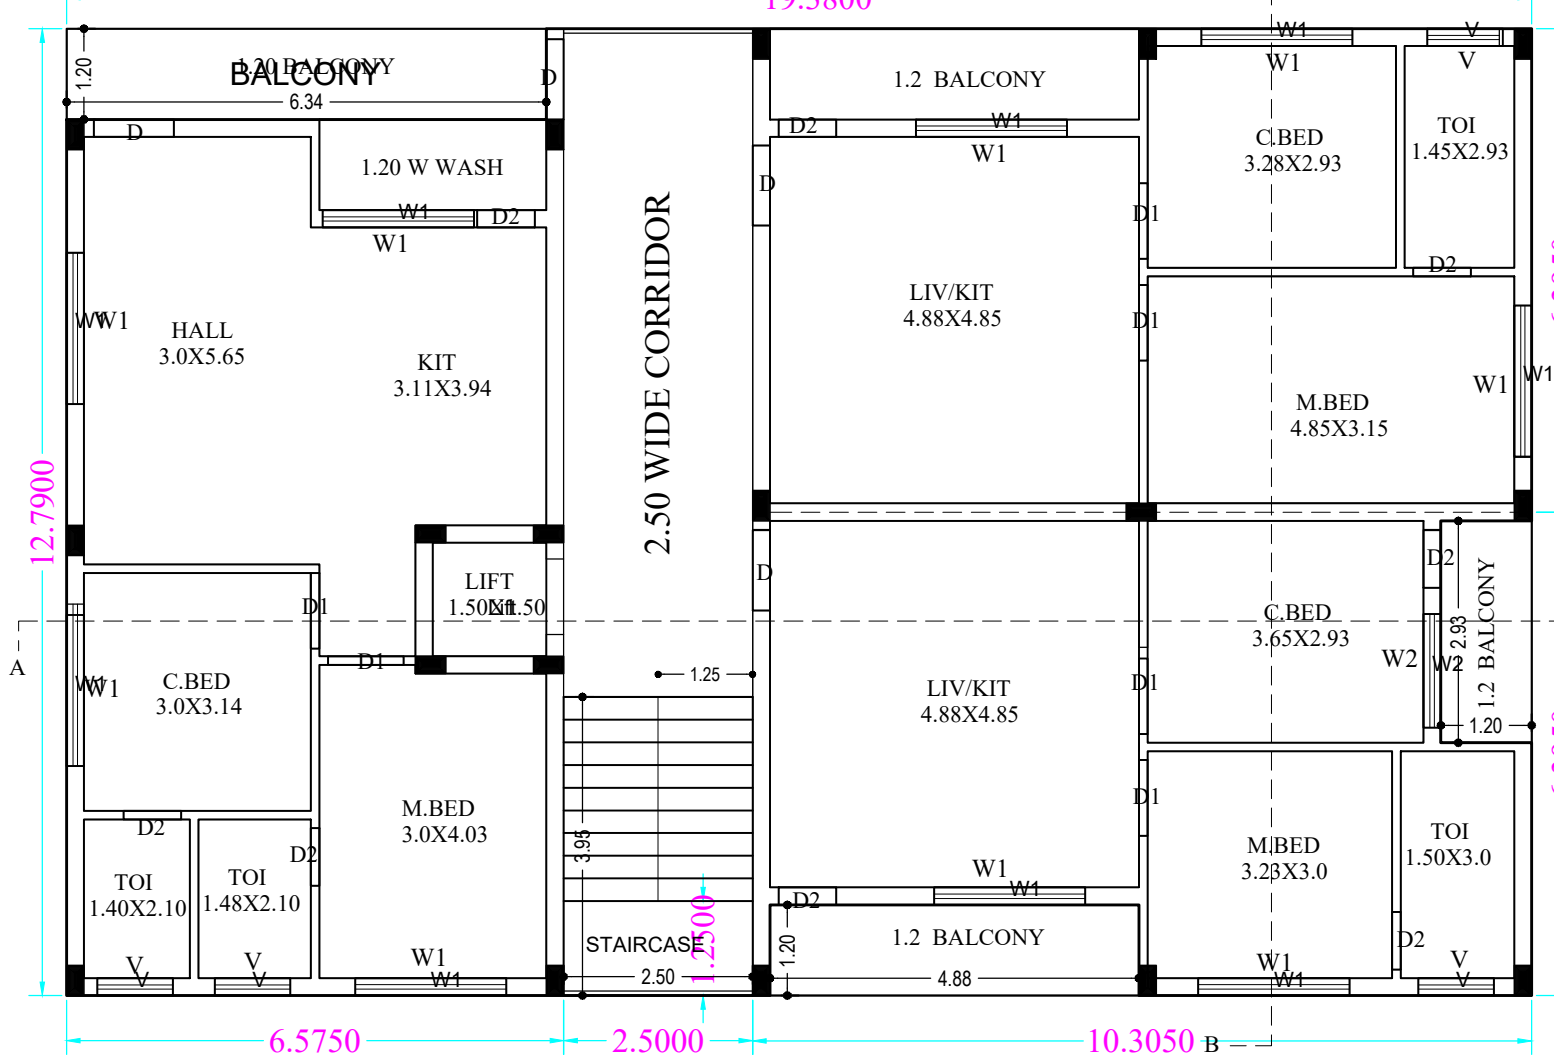 19.3800
W1
V
1.20
1.20 BALCONY
BALCONY
6.34
D
1.2 BALCONY
W1
V
D
1.20 W WASH
W1
D2
W1
D2
W1
W1
D
C.BED
3.28X2.93
TOI
1.45X2.93
D1
D2
2.50 WIDE CORRIDOR
W1
W1
HALL
3.0X5.65
KIT
3.11X3.94
LIV/KIT
4.88X4.85
D1
M.BED
4.85X3.15
W1
W1
12.7900
LIFT
1.50X1.50
Lift
D
D1
D1
A
C.BED
3.65X2.93
D2
2.93
1.2 BALCONY
W2
W2
1.20
1.25
W1
W1
C.BED
3.0X3.14
LIV/KIT
4.88X4.85
D1
D1
M.BED
3.0X4.03
3.95
D2
D2
TOI
1.40X2.10
TOI
1.48X2.10
M.BED
3.23X3.0
TOI
1.50X3.0
W1
W1
D2
D2
STAIRCASE
1.2500
1.20
1.2 BALCONY
V
V
V
V
W1
W1
2.50
4.88
W1
W1
V
V
6.5750
2.5000
10.3050
B